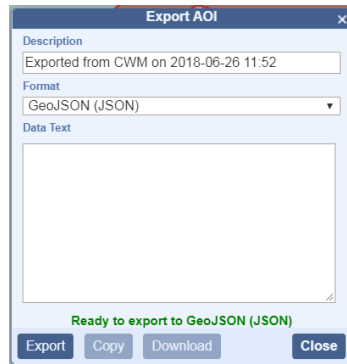 Export AOI ×
Description
Exported from CWM on 2018-06-26 11:52
Format
GeoJSON (JSON) ▼
Data Text
Ready to export to GeoJSON (JSON)
Export Copy Download Close